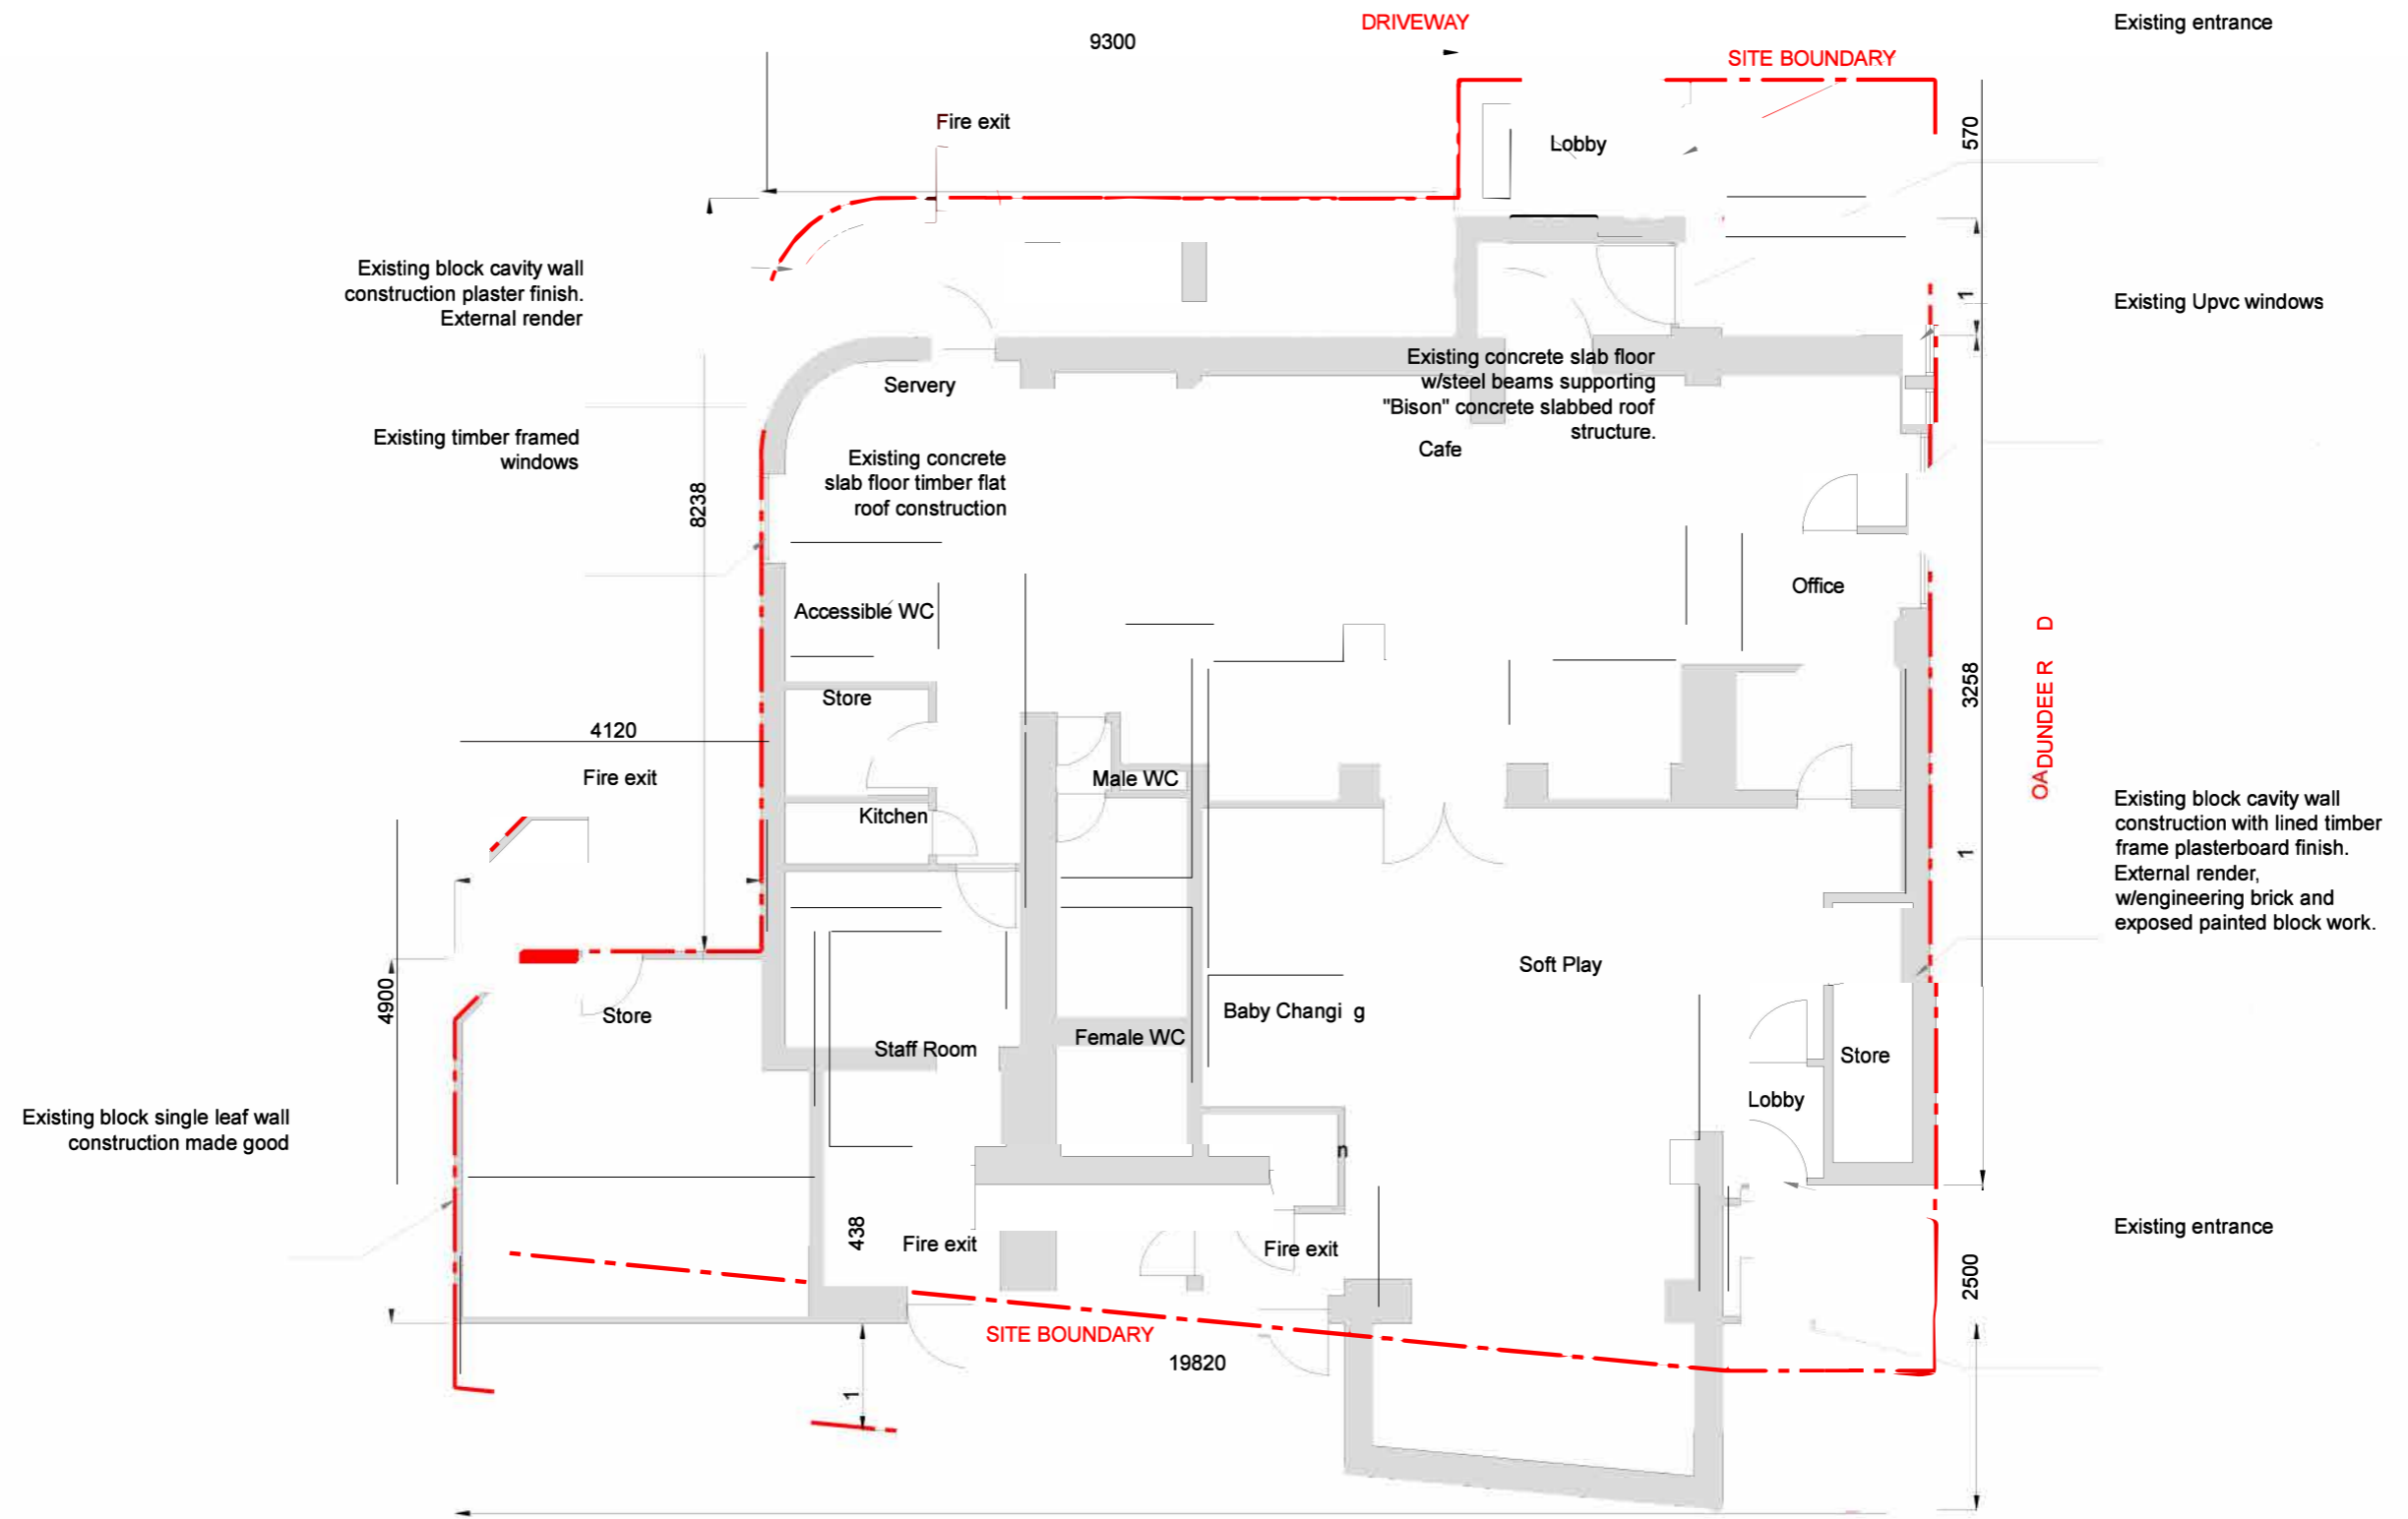 DRIVEWAY
Existing entrance
9300
SITE BOUNDARY
Fire exit
Lobby
570
1
Existing block cavity wall
construction plaster finish.
External render
Existing Upvc windows
Servery
Existing concrete slab floor
w/steel beams supporting
"Bison" concrete slabbed roof
structure.
Cafe
Existing timber framed
windows
Existing concrete
slab floor timber flat
roof construction
8238
Office
Accessible WC
OADUNDEE R D
3258
1
Store
4120
Fire exit
Male WC
Kitchen
Existing block cavity wall
construction with lined timber
frame plasterboard finish.
External render,
w/engineering brick and
exposed painted block work.
Soft Play
4900
Store
Baby Changi g
n
Staff Room
Female WC
Store
Lobby
Existing block single leaf wall
construction made good
438
1
Fire exit
Fire exit
Existing entrance
2500
SITE BOUNDARY
19820